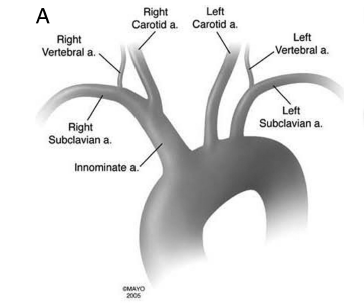 A
Right
Carotid a.
Left
Carotid a.
Right
Vertebral a.
Left
Vertebral a.
Right
Subclavian a.
Left
Subclavian a.
Innominate a.
©MAYO
2005